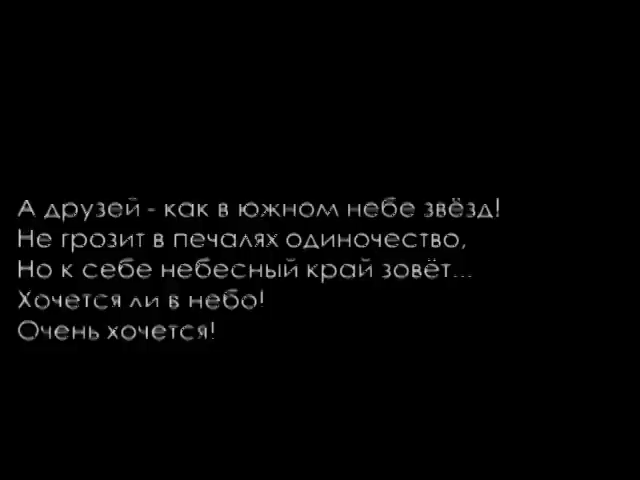 А друзей - как в южном небе звёзд!
Не грозит в печалях одиночество,
Но к себе небесный край зовёт...
Хочется ли в небо!
Очень хочется!